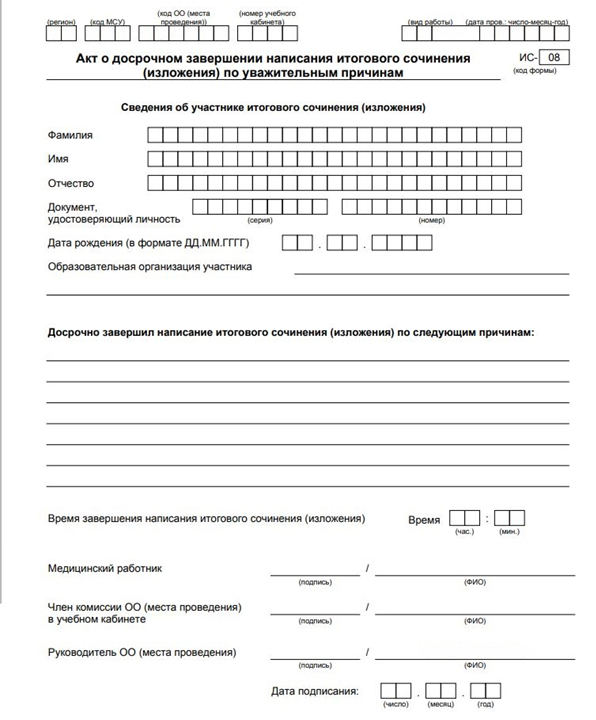 (регион) (код МСУ) (код ОО (места проведения)) (номер учебного кабинета) (вид работы) (дата пров.: число-месяц-год)
Акт о досрочном завершении написания итогового сочинения
(изложения) по уважительным причинам
ИС- 08
(код формы)
Сведения об участнике итогового сочинения (изложения)
Фамилия
Имя
Отчество
Документ,
удостоверяющий личность
(серия) (номер)
Дата рождения (в формате ДД.ММ.ГГГГ) . .
Образовательная организация участника
Досрочно завершил написание итогового сочинения (изложения) по следующим причинам:
Время завершения написания итогового сочинения (изложения) Время :
(час.) (мин.)
Медицинский работник /
(подпись) (ФИО)
Член комиссии ОО (места проведения)
в учебном кабинете /
(подпись) (ФИО)
Руководитель ОО (места проведения) /
(подпись) (ФИО)
Дата подписания: . .
(число) (месяц) (год)